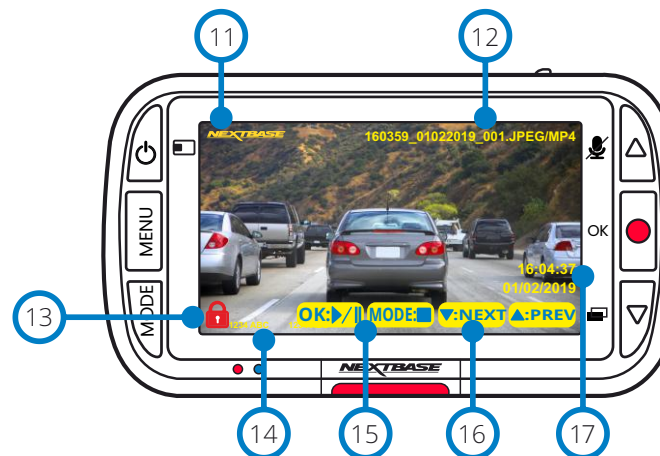 11
12
NEXTBASE
160359_01022019_001.JPEG/MP4
MENU
OK
MODE
16:04:37
01/02/2019
13
OK:▶/II MODE:■ ▼:NEXT ▲:PREV
NEXTBASE
14
15
16
17